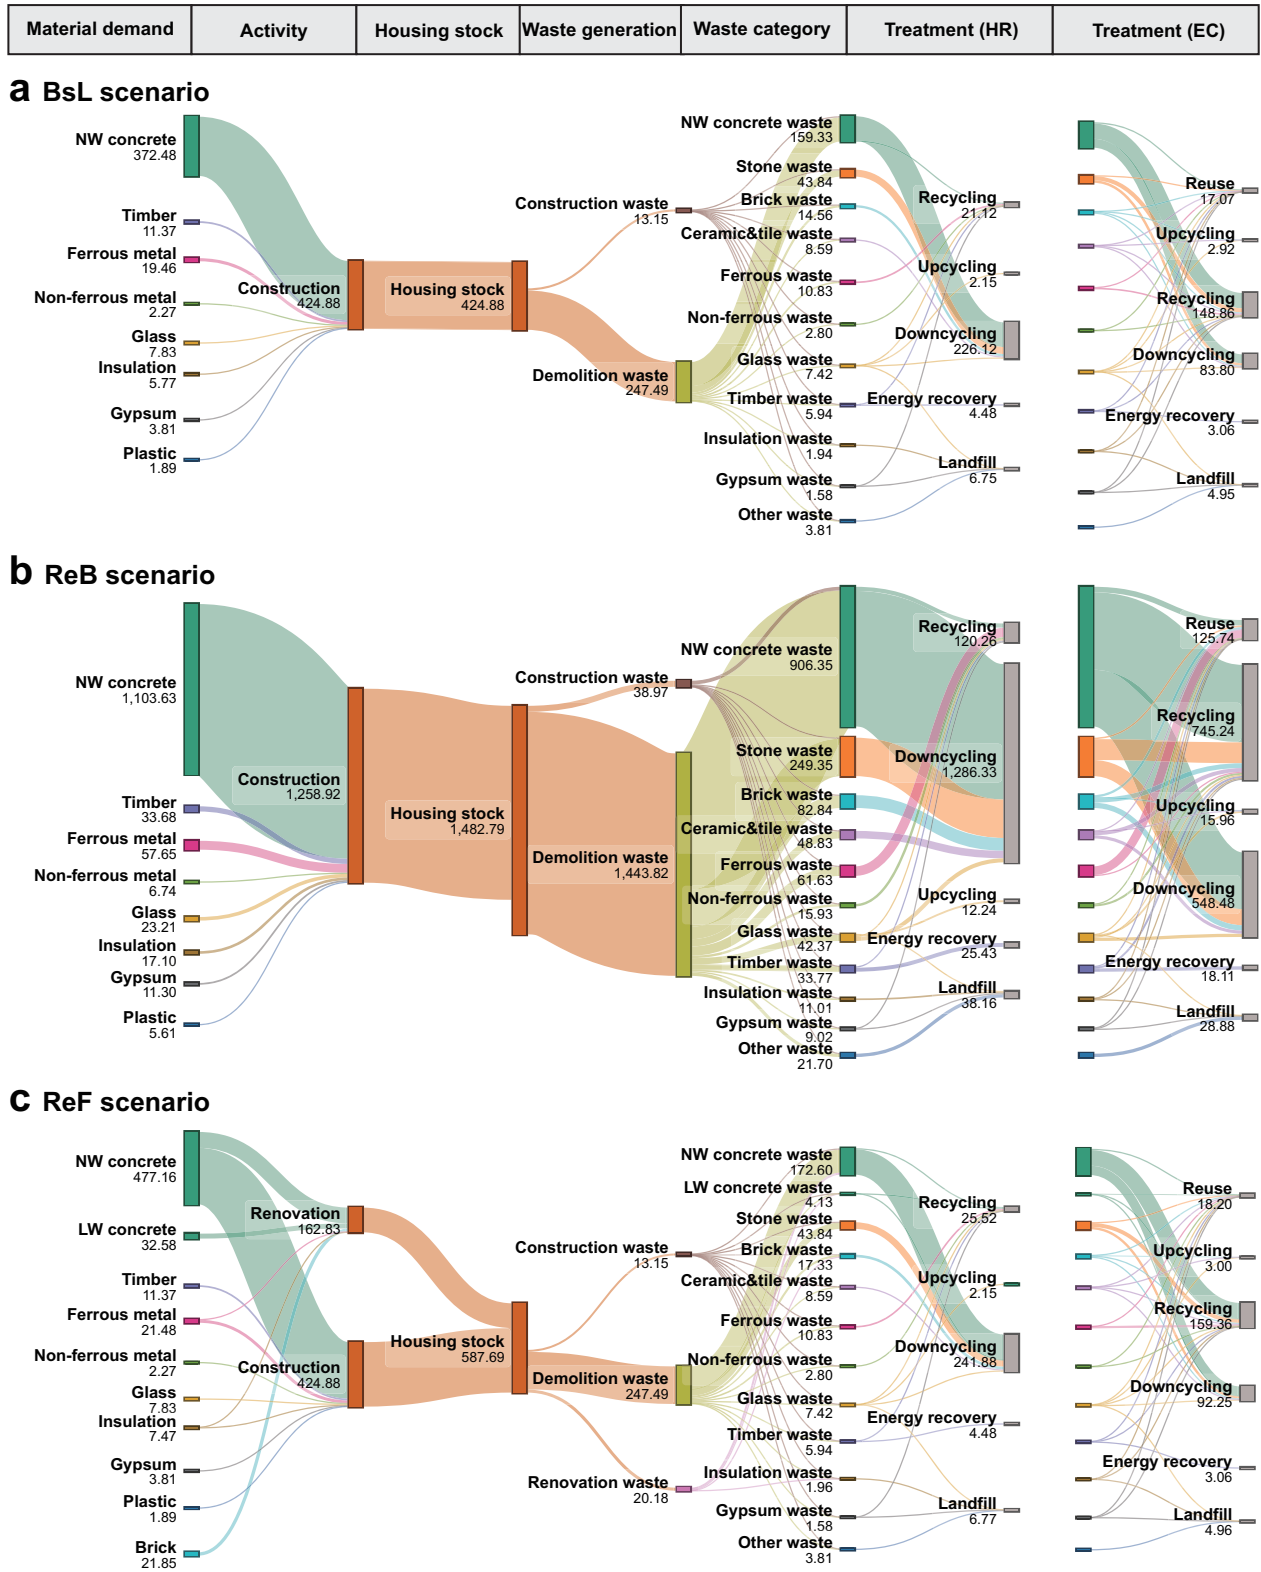 Material demand
Activity
Housing stock
Waste generation
Waste category
Treatment (HR)
Treatment (EC)
a BsL scenario
NW concrete
372.48
Timber
11.37
Ferrous metal
19.46
Non-ferrous metal
2.27
Glass
7.83
Insulation
5.77
Gypsum
3.81
Plastic
1.89
Construction
424.88
Housing stock
424.88
Construction waste
13.15
Demolition waste
247.49
NW concrete waste
159.33
Stone waste
43.84
Brick waste
14.56
Ceramic&tile waste
8.59
Ferrous waste
10.83
Non-ferrous waste
2.80
Glass waste
7.42
Timber waste
5.94
Insulation waste
1.94
Gypsum waste
1.58
Other waste
3.81
Recycling
21.12
Upcycling
2.15
Downcycling
226.12
Energy recovery
4.48
Landfill
6.75
Reuse
17.07
Upcycling
2.92
Recycling
148.86
Downcycling
83.80
Energy recovery
3.06
Landfill
4.95
b ReB scenario
NW concrete
1,103.63
Timber
33.68
Ferrous metal
57.65
Non-ferrous metal
6.74
Glass
23.21
Insulation
17.10
Gypsum
11.30
Plastic
5.61
Construction
1,258.92
Housing stock
1,482.79
Construction waste
38.97
Demolition waste
1,443.82
NW concrete waste
906.35
Stone waste
249.35
Brick waste
82.84
Ceramic&tile waste
48.83
Ferrous waste
61.63
Non-ferrous waste
15.93
Glass waste
42.37
Timber waste
33.77
Insulation waste
11.01
Gypsum waste
9.02
Other waste
21.70
Recycling
120.26
Downcycling
1,286.33
Upcycling
12.24
Energy recovery
25.43
Landfill
38.16
Reuse
125.74
Recycling
745.24
Upcycling
15.96
Downcycling
548.48
Energy recovery
18.11
Landfill
28.88
c ReF scenario
NW concrete
477.16
LW concrete
32.58
Timber
11.37
Ferrous metal
21.48
Non-ferrous metal
2.27
Glass
7.83
Insulation
7.47
Gypsum
3.81
Plastic
1.89
Brick
21.85
Renovation
162.83
Construction
424.88
Housing stock
587.69
Construction waste
13.15
Demolition waste
247.49
Renovation waste
20.18
NW concrete waste
172.60
LW concrete waste
4.13
Stone waste
43.84
Brick waste
17.33
Ceramic&tile waste
8.59
Ferrous waste
10.83
Non-ferrous waste
2.80
Glass waste
7.42
Timber waste
5.94
Insulation waste
1.96
Gypsum waste
1.58
Other waste
3.81
Recycling
25.52
Upcycling
2.15
Downcycling
241.88
Energy recovery
4.48
Landfill
6.77
Reuse
18.20
Upcycling
3.00
Recycling
159.36
Downcycling
92.25
Energy recovery
3.06
Landfill
4.96